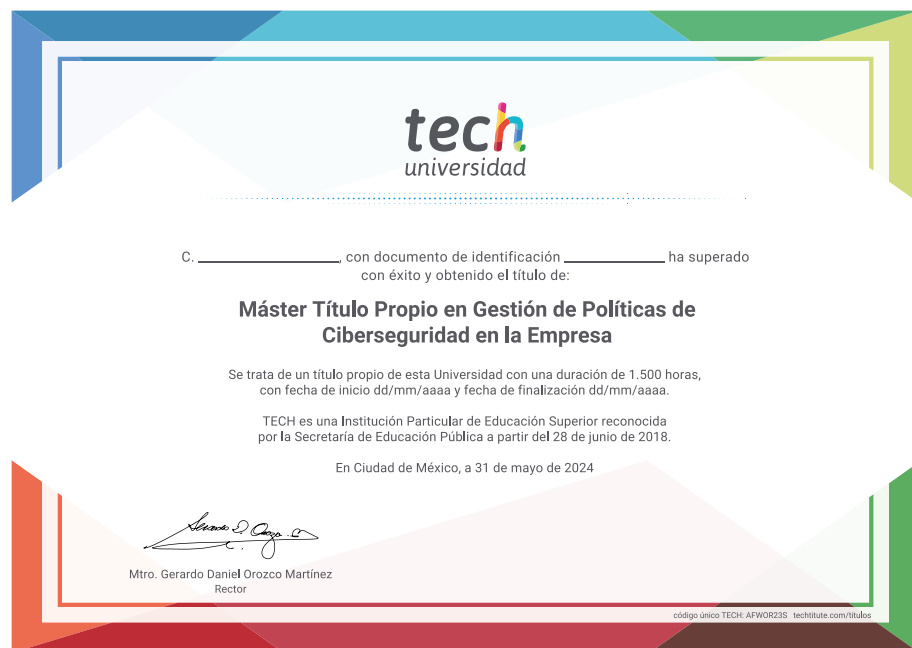 tech
universidad
C. ____________, con documento de identificación ____________ ha superado
con éxito y obtenido el título de:
Máster Título Propio en Gestión de Políticas de
Ciberseguridad en la Empresa
Se trata de un título propio de esta Universidad con una duración de 1.500 horas,
con fecha de inicio dd/mm/aaaa y fecha de finalización dd/mm/aaaa.
TECH es una Institución Particular de Educación Superior reconocida
por la Secretaría de Educación Pública a partir del 28 de junio de 2018.
En Ciudad de México, a 31 de mayo de 2024
Mtro. Gerardo Daniel Orozco Martínez
Rector
código único TECH: AFWOR23S techtitute.com/titulos